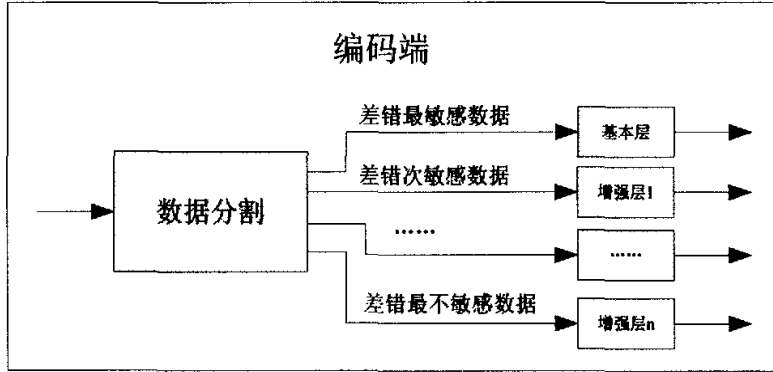 编码端
差错最敏感数据
基本层
差错次敏感数据
增强层1
数据分割
……
……
差错最不敏感数据
增强层n